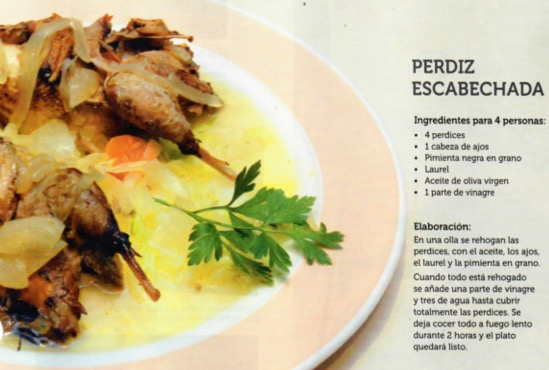 PERDIZ
ESCABECHADA
Ingredientes para 4 personas:
• 4 perdices
• 1 cabeza de ajos
• Pimienta negra en grano
• Laurel
• Aceite de oliva virgen
• 1 parte de vinagre
Elaboración:
En una olla se rehogan las
perdices, con el aceite, los ajos,
el laurel y la pimienta en grano.
Cuando todo está rehogado
se añade una parte de vinagre
y tres de agua hasta cubrir
totalmente las perdices. Se
deja cocer todo a fuego lento
durante 2 horas y el plato
quedará listo.